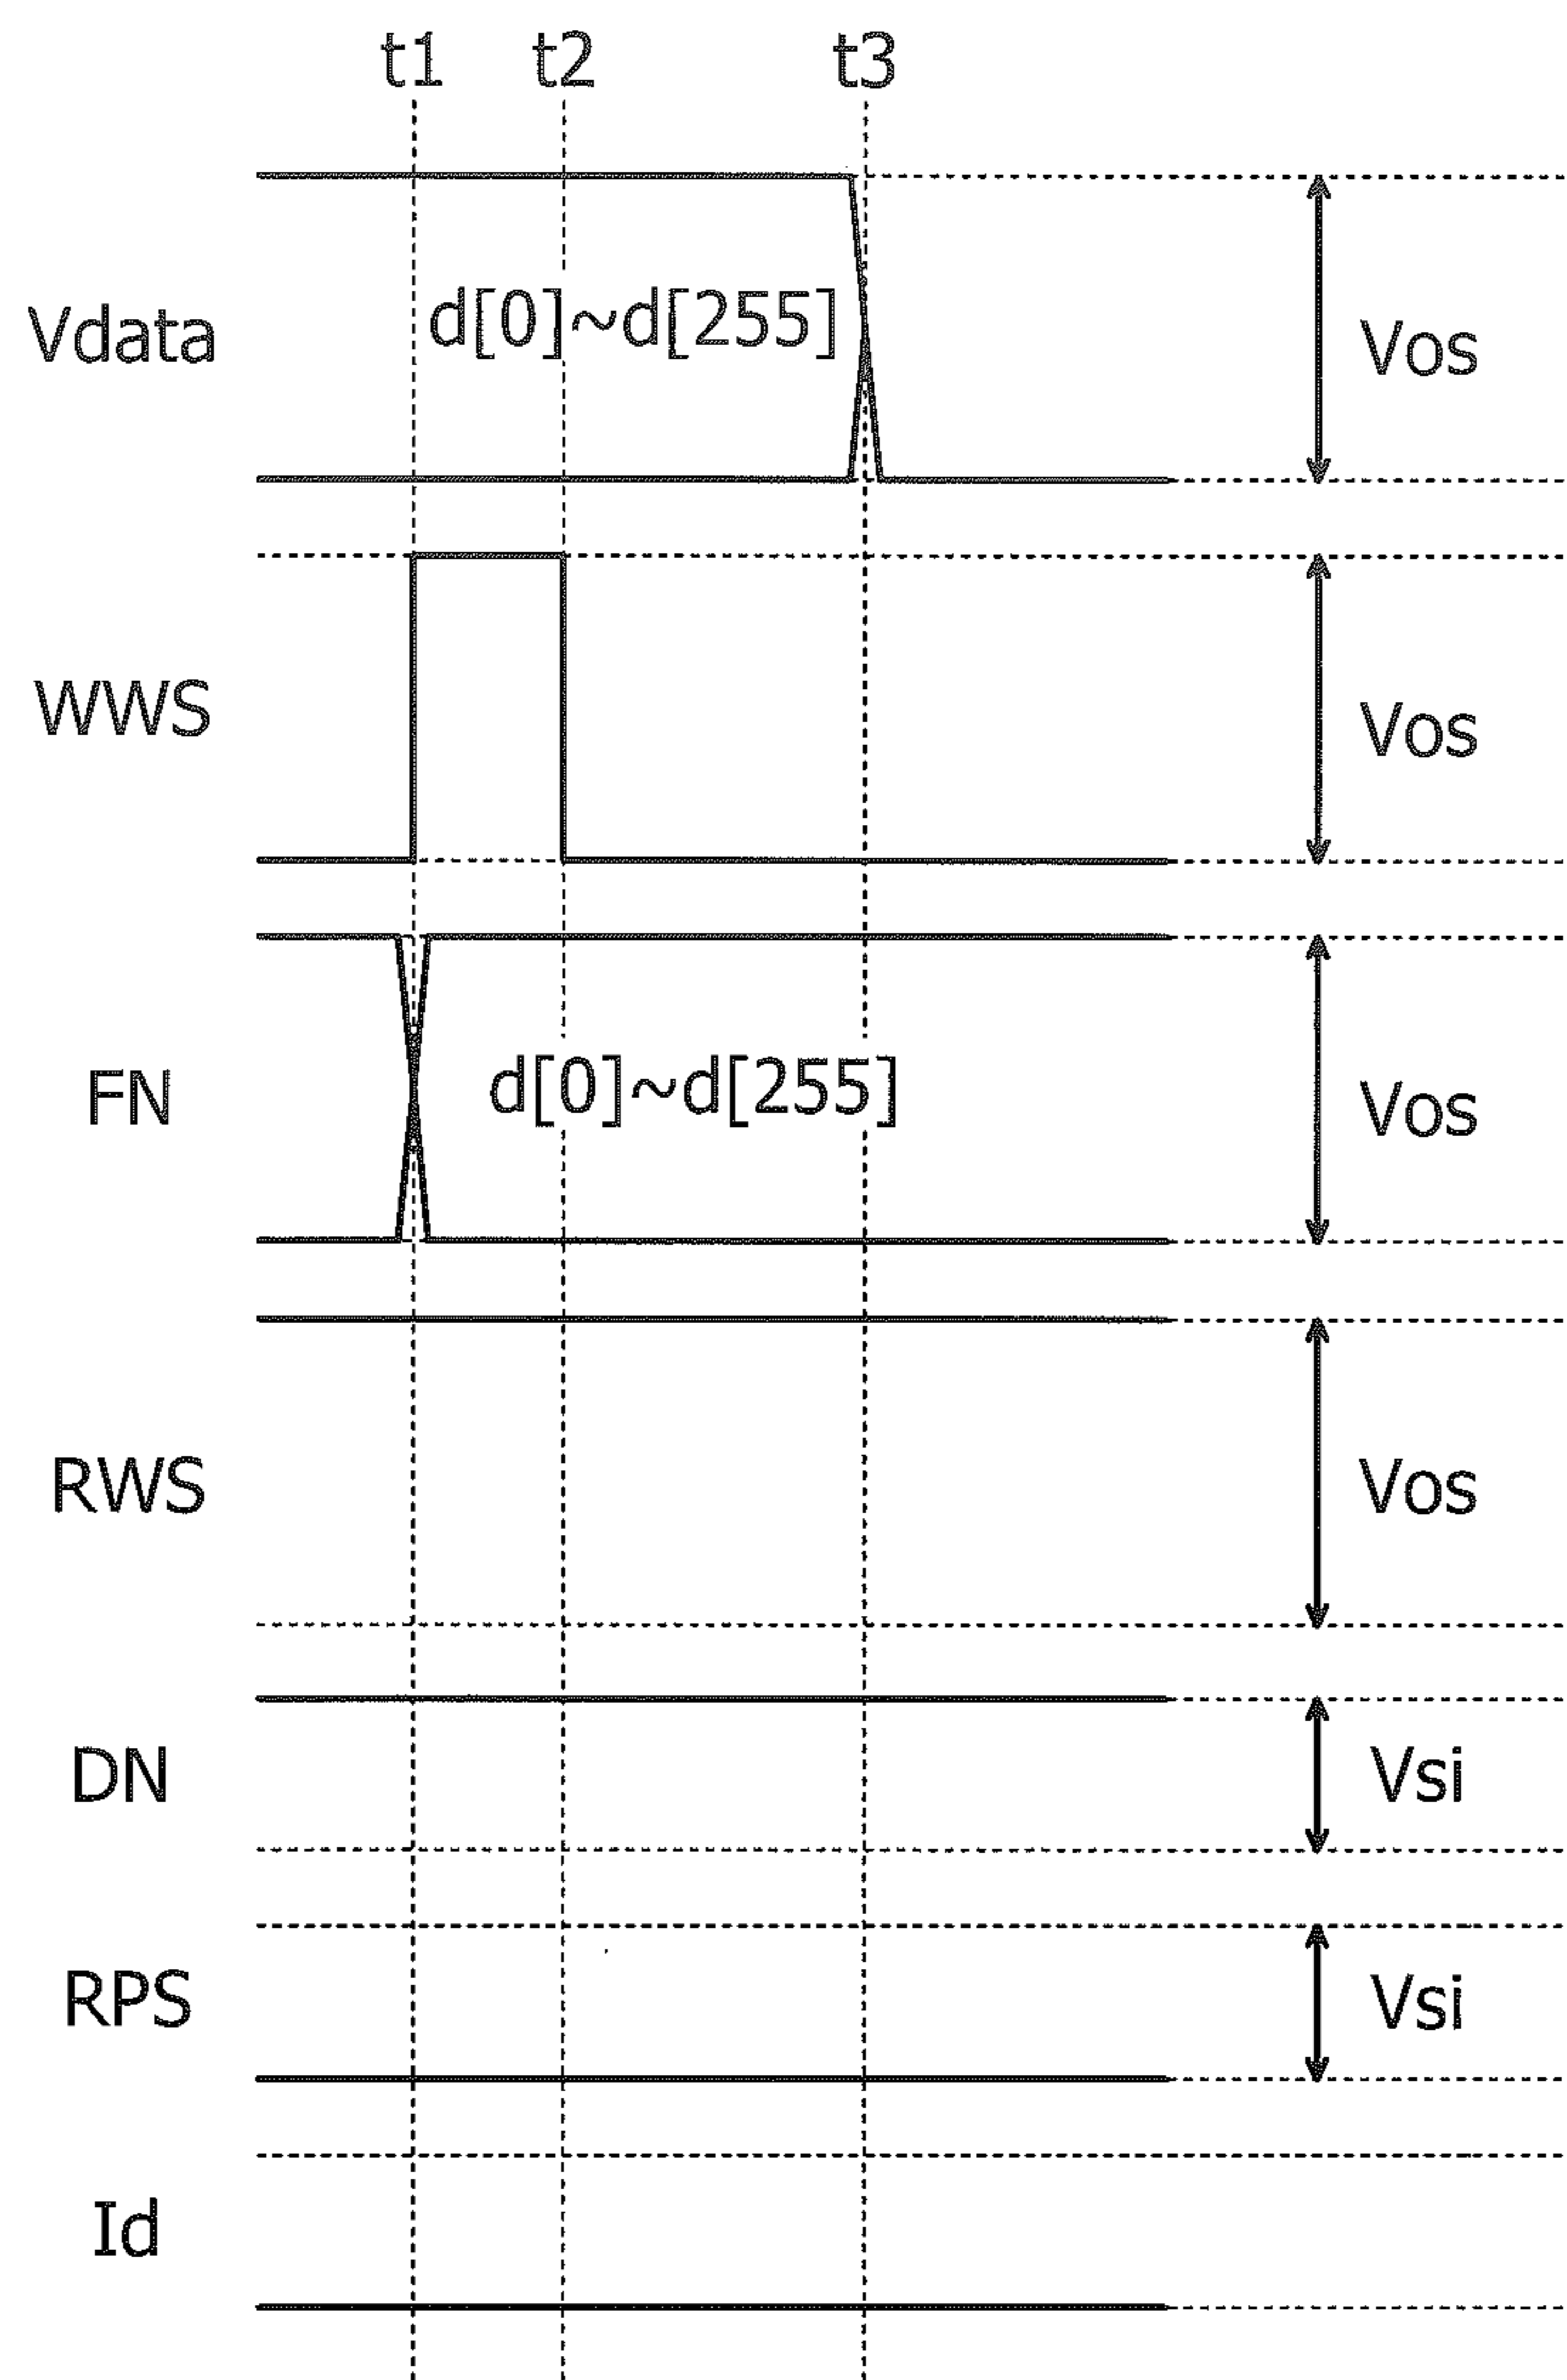 t1 t2 t3
Vdata d[0]~d[255] Vos
WWS Vos
FN d[0]~d[255] Vos
RWS Vos
DN Vsi
RPS Vsi
Id